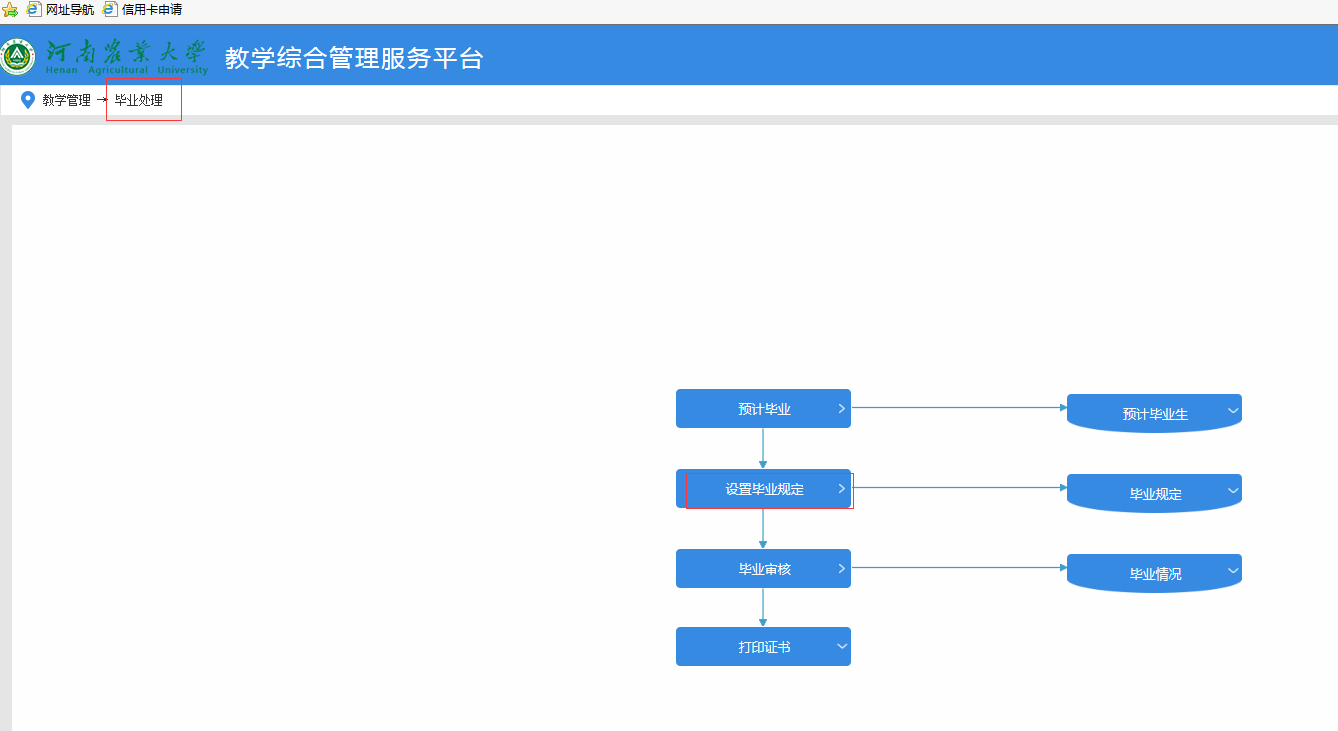 网址导航 信用卡申请
河南农业大学
Henan Agricultural University
教学综合管理服务平台
教学管理 → 毕业处理
预计毕业
预计毕业生
设置毕业规定
毕业规定
毕业审核
毕业情况
打印证书